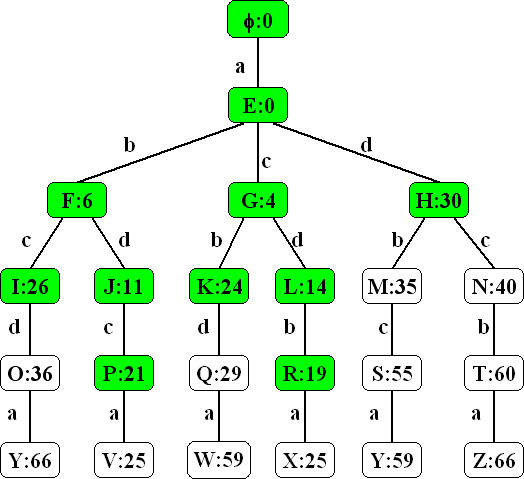 ϕ:0
a
E:0
b c d
F:6 G:4 H:30
c d b d b c
I:26 J:11 K:24 L:14 M:35 N:40
d c d b c b
O:36 P:21 Q:29 R:19 S:55 T:60
a a a a a a
Y:66 V:25 W:59 X:25 Y:59 Z:66